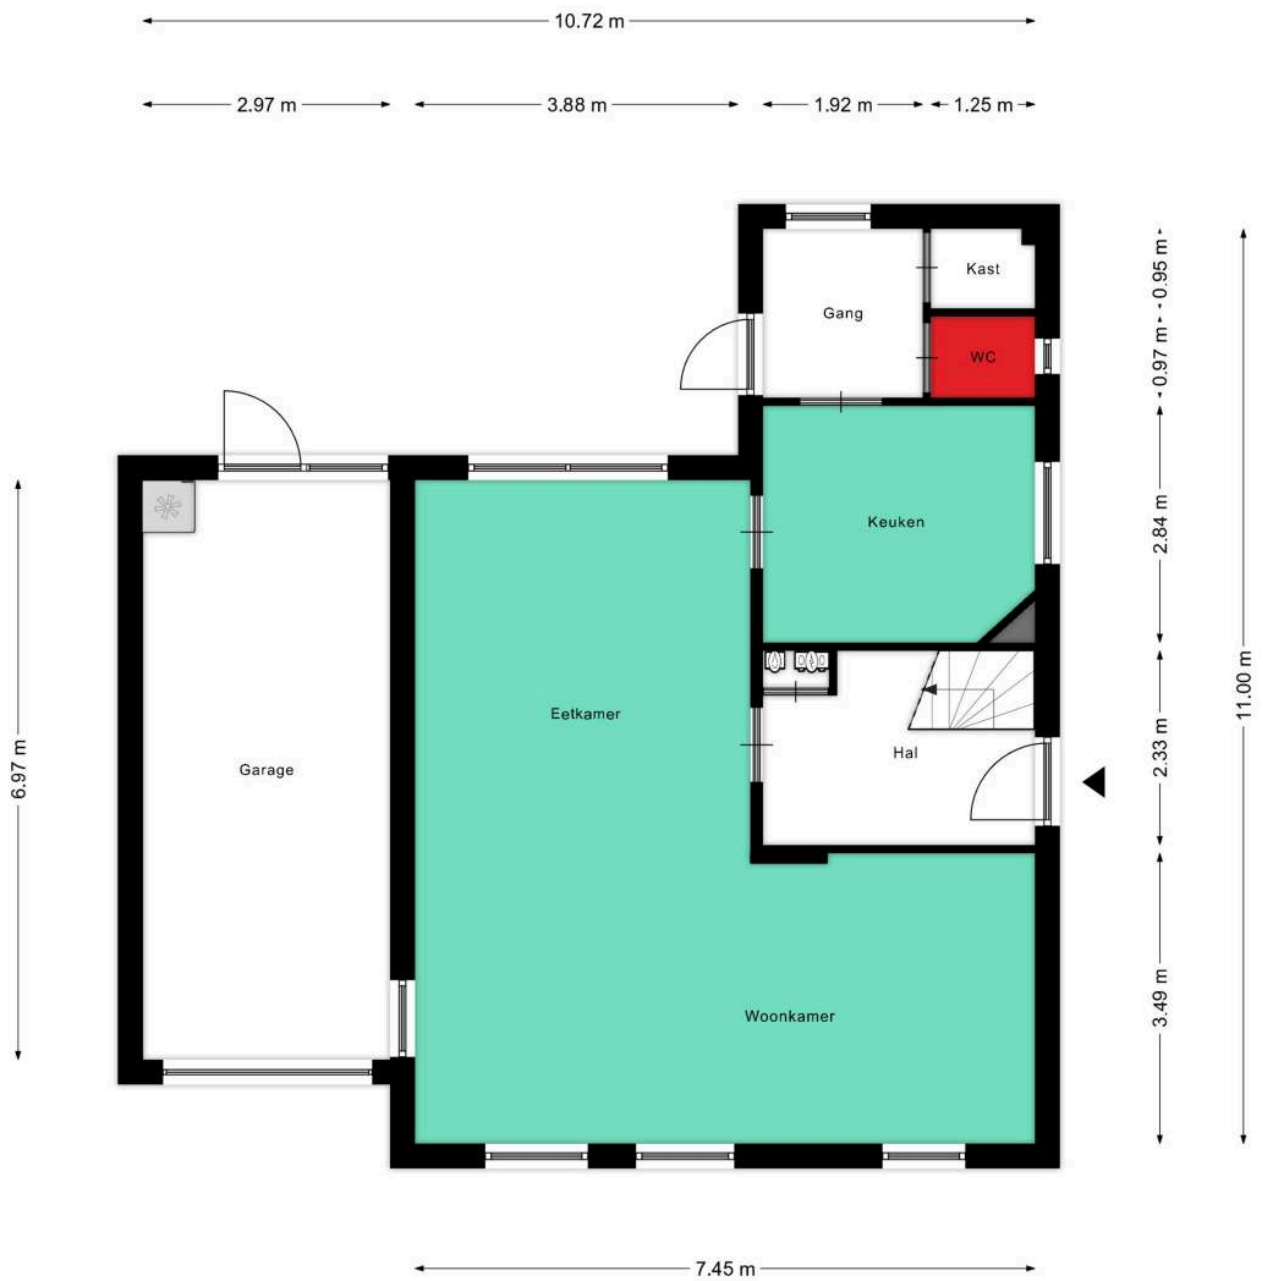 10.72 m
2.97 m
3.88 m
1.92 m
1.25 m
Kast
0.95 m
Gang
WC
0.97 m
Keuken
2.84 m
Eetkamer
Hal
2.33 m
11.00 m
Garage
6.97 m
Woonkamer
3.49 m
7.45 m